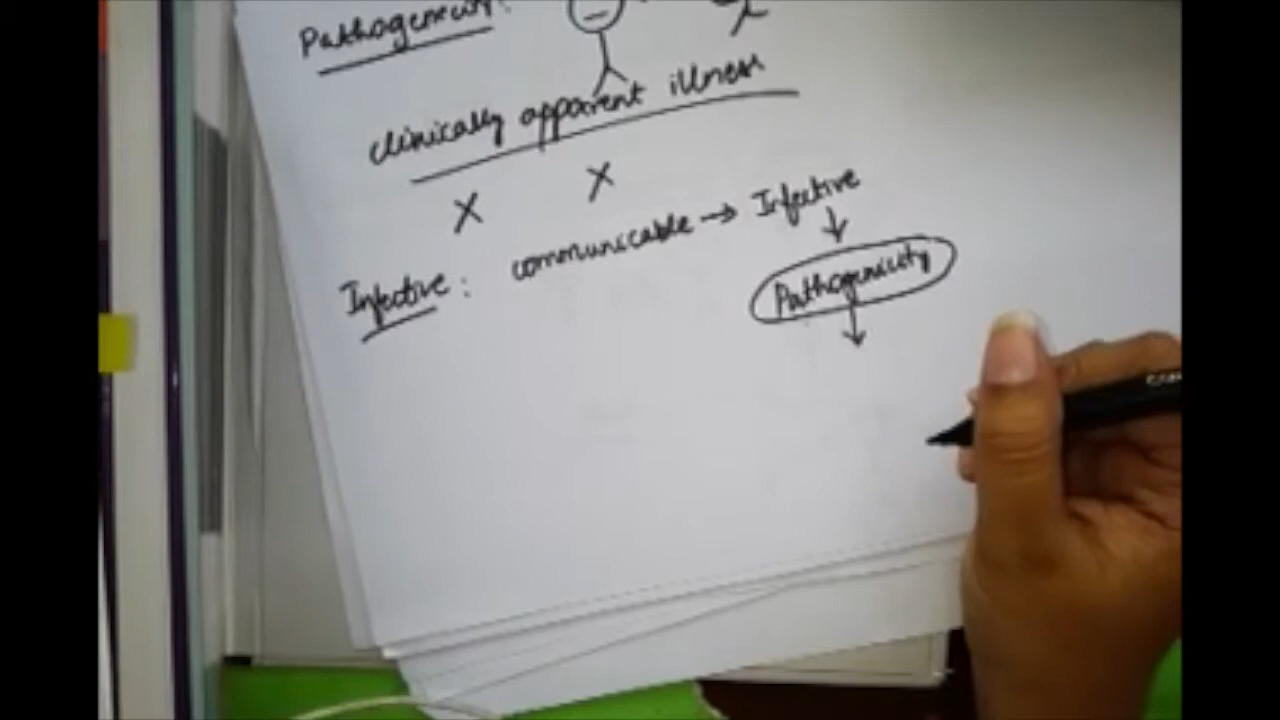 Pathogenicity:
clinically apparent illness
x x
Infective: communicable → Infective
↓
Pathogenicity
↓